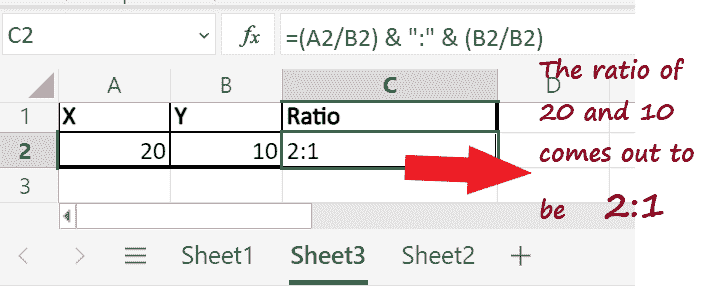 C2 fx =(A2/B2) & ":" & (B2/B2)
A B C D
1 X Y Ratio
2 20 10 2:1
3
The ratio of
20 and 10
comes out to
be 2:1
Sheet1 Sheet3 Sheet2 +